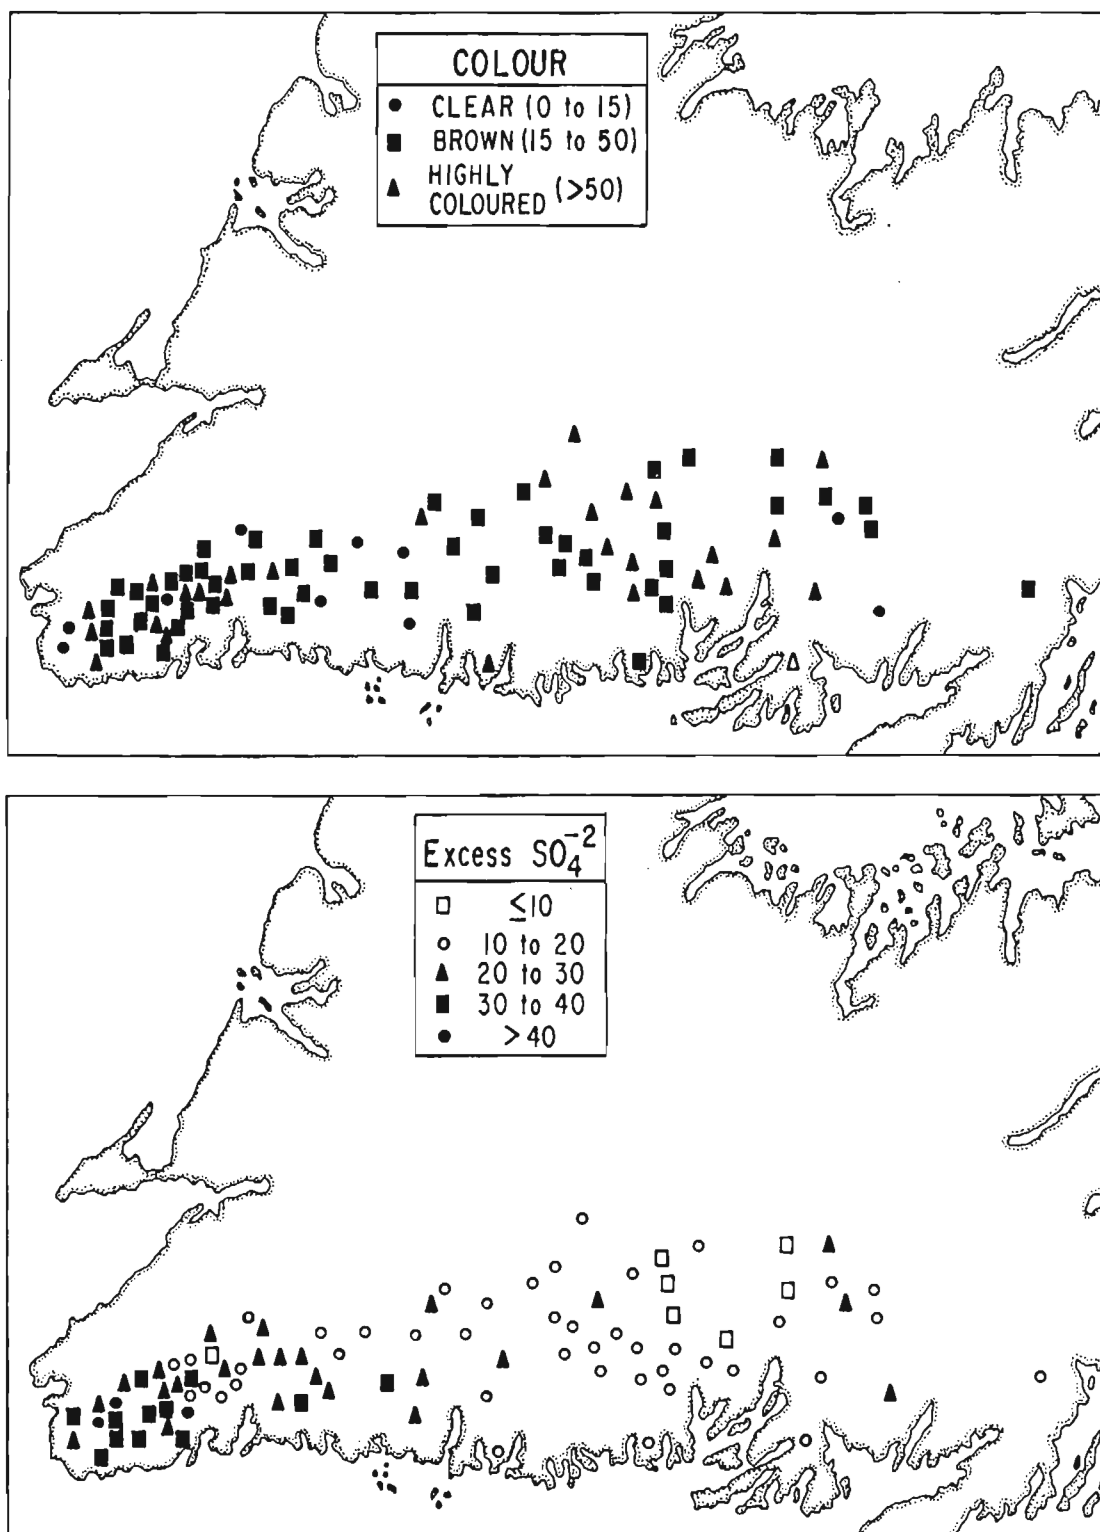 COLOUR
CLEAR (0 to 15)
BROWN (15 to 50)
HIGHLY
COLOURED (>50)
Excess SO₄⁻²
≤10
10 to 20
20 to 30
30 to 40
>40